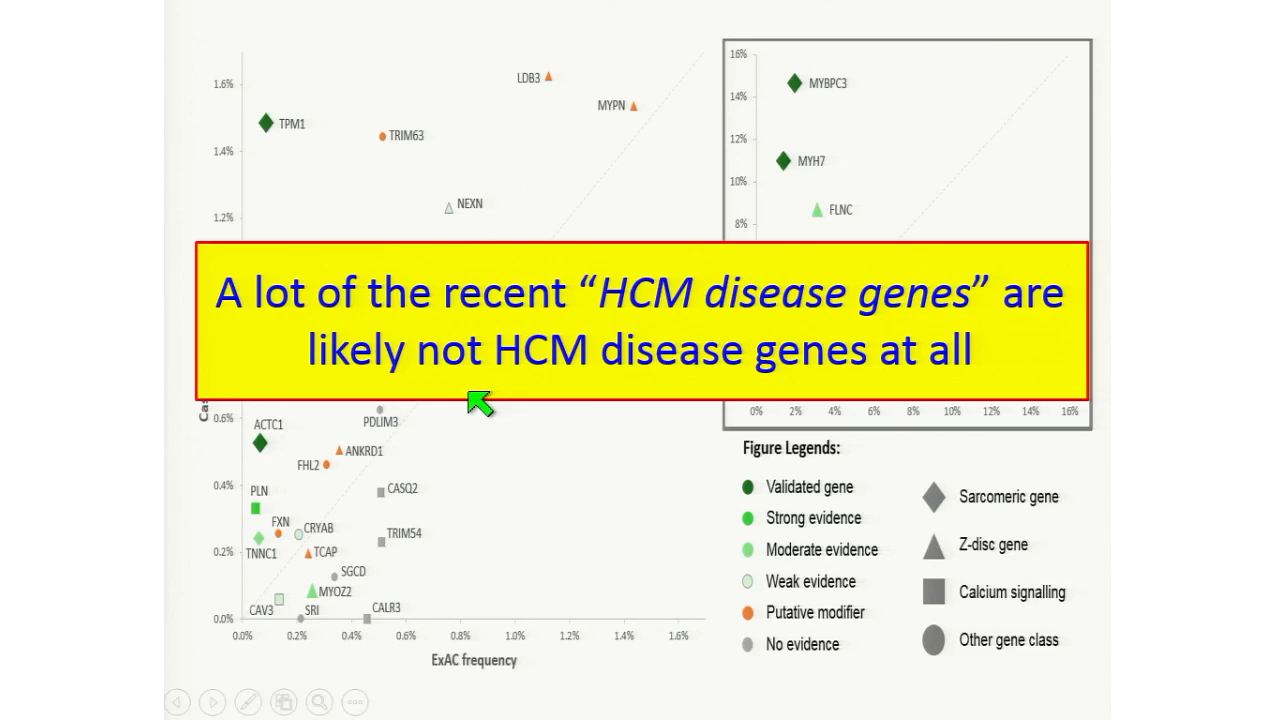 16%
LDB3
1.6%
MYBPC3
14%
MYPN
TPM1
TRIM63
12%
1.4%
MYH7
10%
NEXN
FLNC
1.2%
8%
A lot of the recent “HCM disease genes” are
likely not HCM disease genes at all
0% 2% 4% 6% 8% 10% 12% 14% 16%
0.6%
PDLIM3
ACTC1
ANKRD1
FHL2
0.4%
CASQ2
PLN
FXN
CRYAB
TRIM54
TNNC1
0.2%
TCAP
SGCD
MYOZ2
CAV3
SRI
CALR3
0.0%
0.0% 0.2% 0.4% 0.6% 0.8% 1.0% 1.2% 1.4% 1.6%
ExAC frequency
Figure Legends:
Validated gene
Strong evidence
Moderate evidence
Weak evidence
Putative modifier
No evidence
Sarcomeric gene
Z-disc gene
Calcium signalling
Other gene class